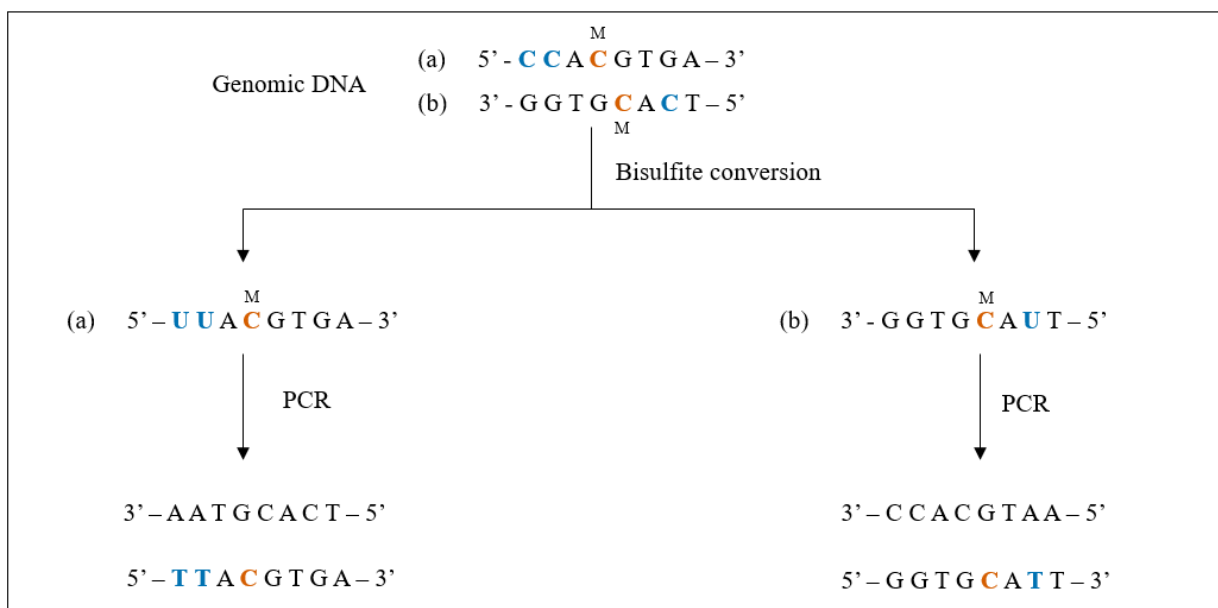 M
(a) 5’ - C C A C G T G A – 3’
Genomic DNA
(b) 3’ - G G T G C A C T – 5’
M
Bisulfite conversion
M
(a) 5’ – U U A C G T G A – 3’
M
(b) 3’ - G G T G C A U T – 5’
PCR
PCR
3’ – A A T G C A C T – 5’
3’ – C C A C G T A A – 5’
5’ – T T A C G T G A – 3’
5’ – G G T G C A T T – 3’